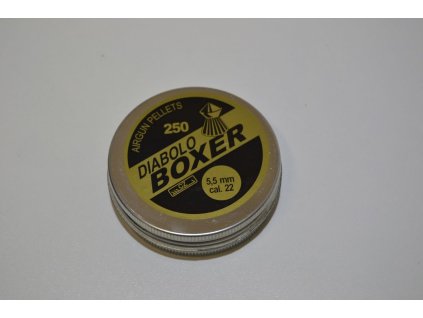 AIRGUN PELLETS
250
DIABOLO
BOXER
5,5 mm
cal. 22